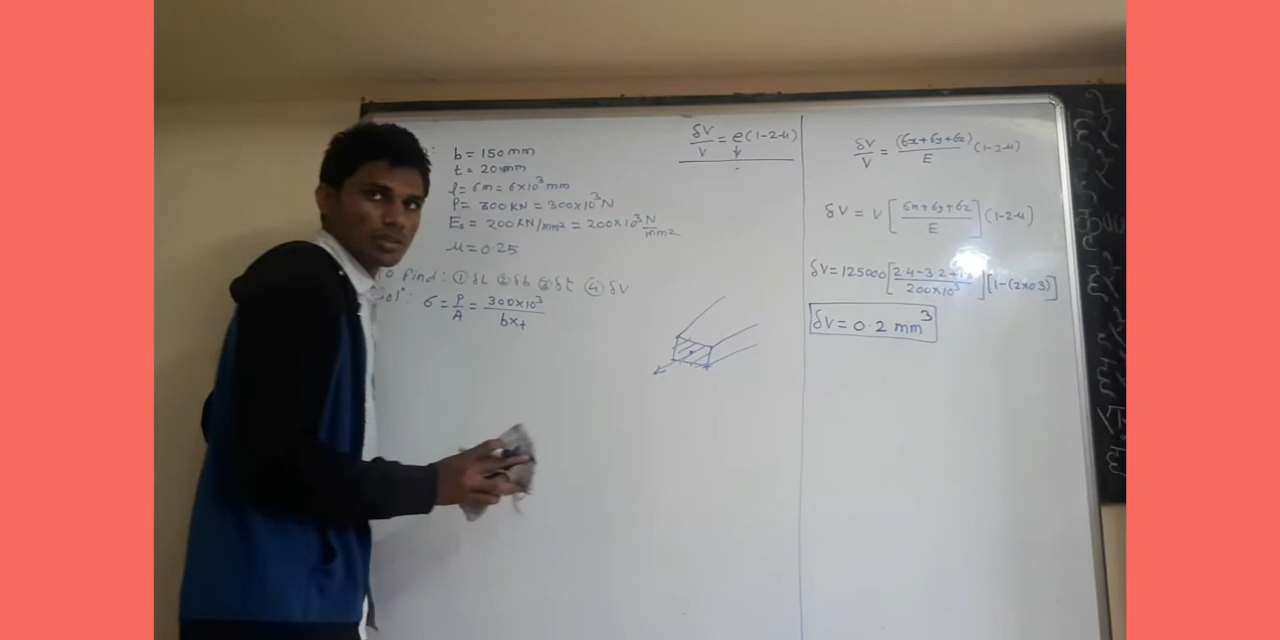 b = 150 mm
t = 20 mm
l = 6m = 6×10³ mm
P = 300 KN = 300×10³ N
Es = 200 KN/mm² = 200×10³ N/mm²
μ = 0.25
To find: ① δL ② δb ③ δt ④ δV
Solⁿ: σ = P/A = 300×10³/b×t
δV/V = e(1-2μ)
δV/V = (σx+σy+σz)/E (1-2μ)
δV = V[σx+σy+σz/E](1-2μ)
δV = 125000[/200×10³][1-(2×0.3)]
δV = 0.2 mm³